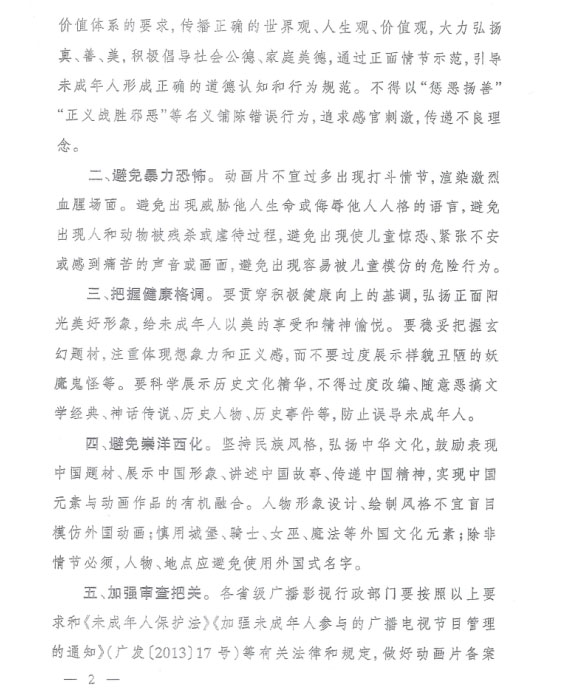 价值体系的要求,传播正确的世界观、人生观、价值观,大力弘扬
真、善、美,积极倡导社会公德、家庭美德,通过正面情节示范,引导
未成年人形成正确的道德认知和行为规范。不得以“惩恶扬善”
“正义战胜邪恶”等名义铺陈错误行为,追求感官刺激,传递不良理
念。
二、避免暴力恐怖。动画片不宜过多出现打斗情节,渲染激烈
血腥场面。避免出现威胁他人生命或侮辱他人人格的语言,避免
出现人和动物被残杀或虐待过程,避免出现使儿童惊恐、紧张不安
或感到痛苦的声音或画面,避免出现容易被儿童模仿的危险行为。
三、把握健康格调。要贯穿积极健康向上的基调,弘扬正面阳
光美好形象,给未成年人以美的享受和精神愉悦。要稳妥把握玄
幻题材,注重体现想象力和正义感,而不要过度展示样貌丑陋的妖
魔鬼怪等。要科学展示历史文化精华,不得过度改编、随意恶搞文
学经典、神话传说、历史人物、历史事件等,防止误导未成年人。
四、避免崇洋西化。坚持民族风格,弘扬中华文化,鼓励表现
中国题材、展示中国形象、讲述中国故事、传递中国精神,实现中国
元素与动画作品的有机融合。人物形象设计、绘制风格不宜盲目
模仿外国动画;慎用城堡、骑士、女巫、魔法等外国文化元素;除非
情节必须,人物、地点应避免使用外国式名字。
五、加强审查把关。各省级广播影视行政部门要按照以上要
求和《未成年人保护法》《加强未成年人参与的广播电视节目管理
的通知》(广发〔2013〕17 号)等有关法律和规定,做好动画片备案
— 2 —